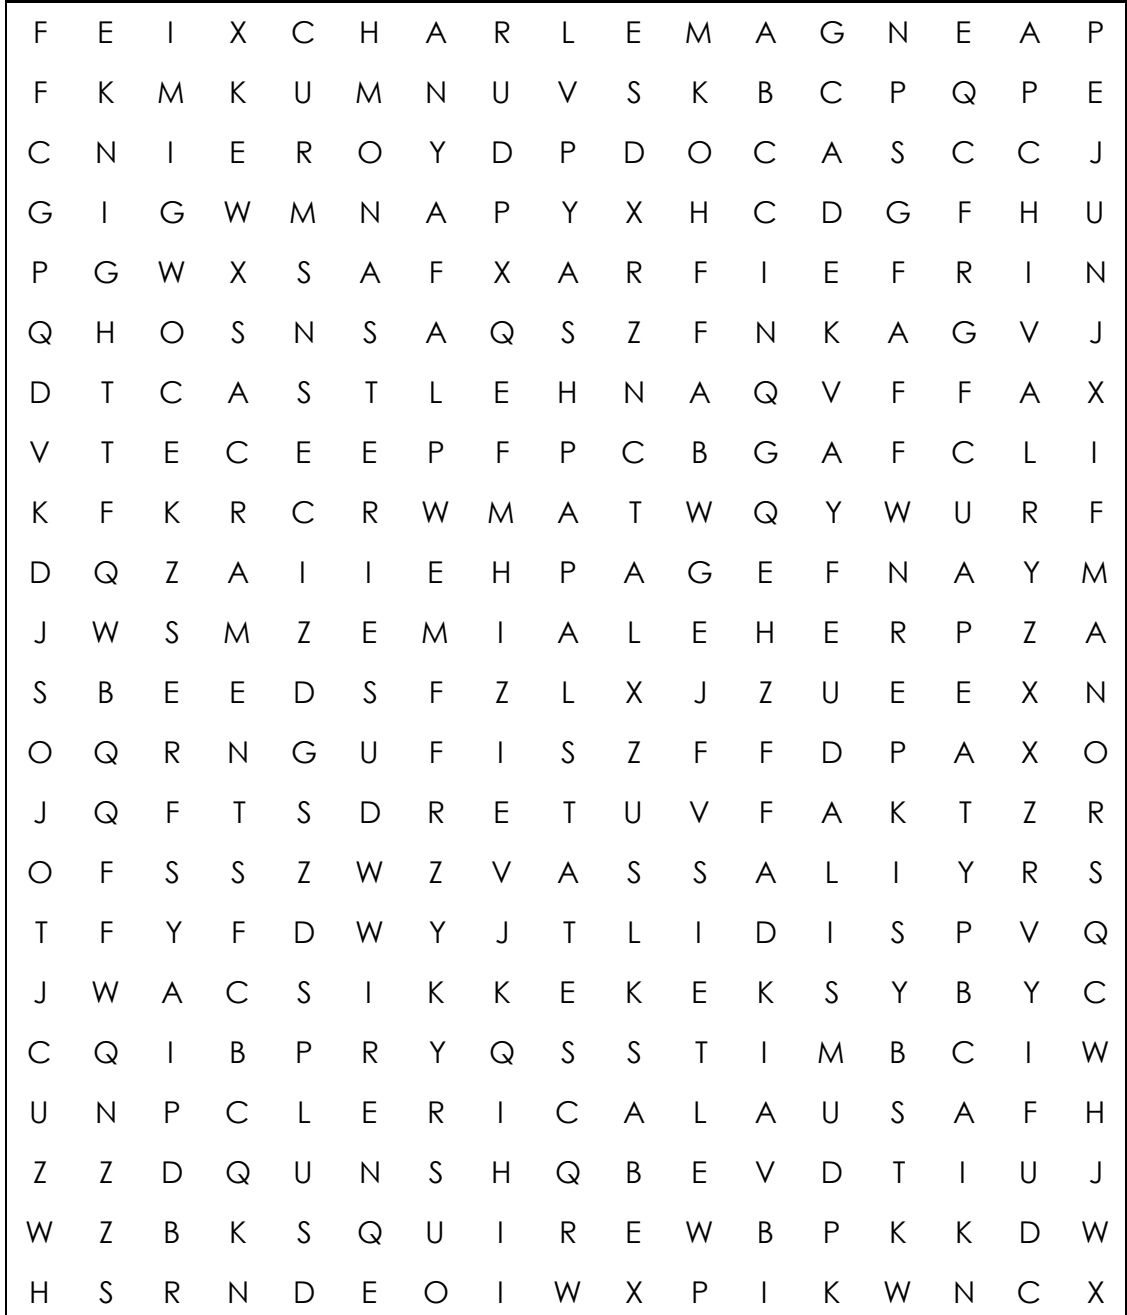 F E I X C H A R L E M A G N E A P
F K M K U M N U V S K B C P Q P E
C N I E R O Y D P D O C A S C C J
G I G W M N A P Y X H C D G F H U
P G W X S A F X A R F I E F R I N
Q H O S N S A Q S Z F N K A G V J
D T C A S T L E H N A Q V F F A X
V T E C E E P F P C B G A F C L I
K F K R C R W M A T W Q Y W U R F
D Q Z A I I E H P A G E F N A Y M
J W S M Z E M I A L E H E R P Z A
S B E E D S F Z L X J Z U E E X N
O Q R N G U F I S Z F F D P A X O
J Q F T S D R E T U V F A K T Z R
O F S S Z W Z V A S S A L I Y R S
T F Y F D W Y J T L I D I S P V Q
J W A C S I K K E K E K S Y B Y C
C Q I B P R Y Q S S T I M B C I W
U N P C L E R I C A L A U S A F H
Z Z D Q U N S H Q B E V D T I U J
W Z B K S Q U I R E W B P K K D W
H S R N D E O I W X P I K W N C X